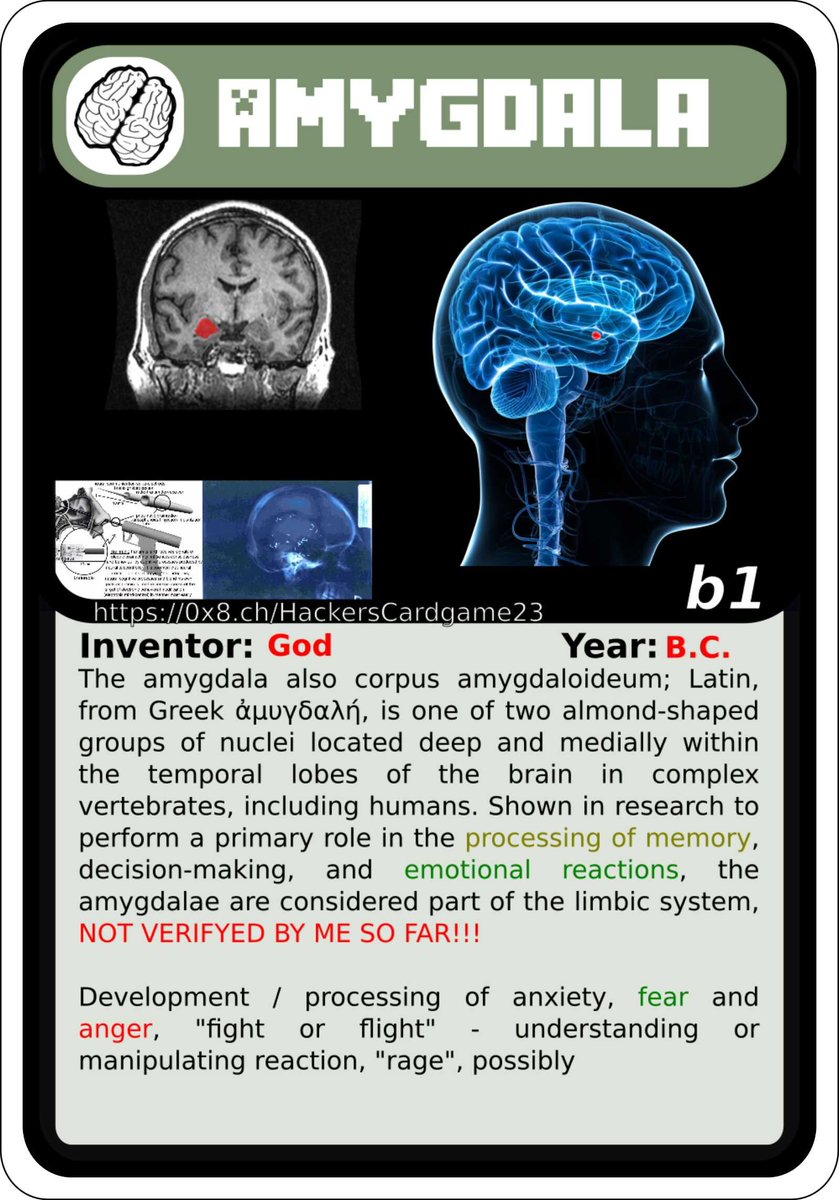 AMYGDALA
b1
https://0x8.ch/HackersCardgame23
Inventor: God Year: B.C.
The amygdala also corpus amygdaloideum; Latin,
from Greek ἀμυγδαλή, is one of two almond-shaped
groups of nuclei located deep and medially within
the temporal lobes of the brain in complex
vertebrates, including humans. Shown in research to
perform a primary role in the processing of memory,
decision-making, and emotional reactions, the
amygdalae are considered part of the limbic system,
NOT VERIFYED BY ME SO FAR!!!
Development / processing of anxiety, fear and
anger, "fight or flight" - understanding or
manipulating reaction, "rage", possibly